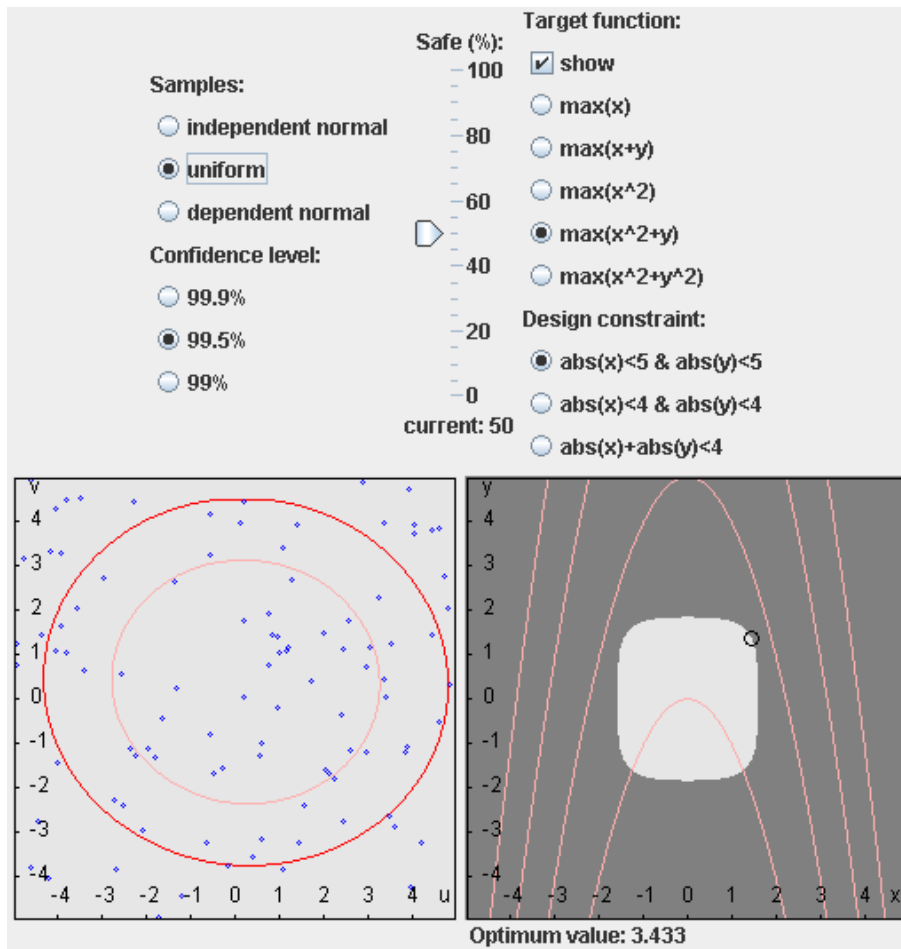 Target function:
show
max(x)
max(x+y)
max(x^2)
max(x^2+y)
max(x^2+y^2)
Design constraint:
abs(x)<5 & abs(y)<5
abs(x)<4 & abs(y)<4
abs(x)+abs(y)<4
Safe (%):
100
80
60
40
20
0
current: 50
Samples:
independent normal
uniform
dependent normal
Confidence level:
99.9%
99.5%
99%
v
4
3
2
1
0
-1
-2
-3
-4
-4 -3 -2 -1 0 1 2 3 4 u
y
4
3
2
1
0
-1
-2
-3
-4
-4 -3 -2 -1 0 1 2 3 4 x
Optimum value: 3.433